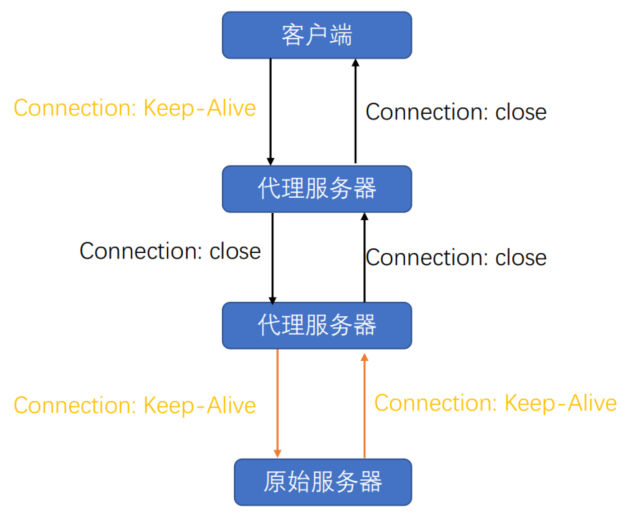 客户端
Connection: Keep-Alive
Connection: close
代理服务器
Connection: close
Connection: close
代理服务器
Connection: Keep-Alive
Connection: Keep-Alive
原始服务器